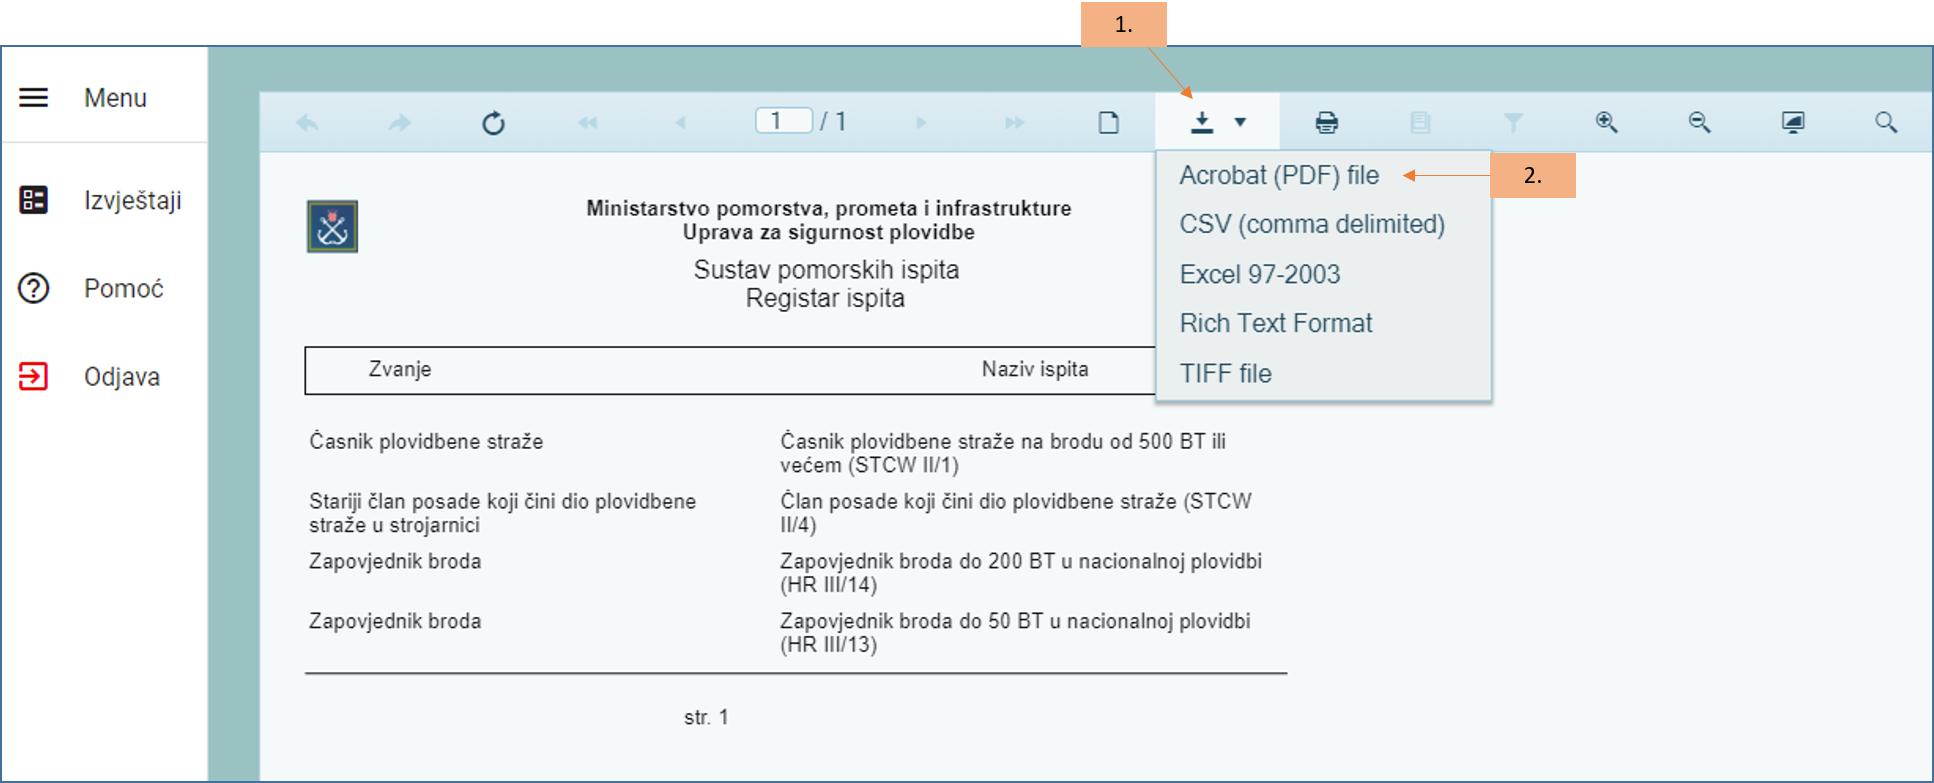 1.
Menu
1 / 1
Izvještaji
Pomoć
Odjava
Acrobat (PDF) file
2.
CSV (comma delimited)
Excel 97-2003
Rich Text Format
TIFF file
Ministarstvo pomorstva, prometa i infrastrukture
Uprava za sigurnost plovidbe
Sustav pomorskih ispita
Registar ispita
Zvanje Naziv ispita
Časnik plovidbene straže
Časnik plovidbene straže na brodu od 500 BT ili
većem (STCW II/1)
Stariji član posade koji čini dio plovidbene
straže u strojarnici
Član posade koji čini dio plovidbene straže (STCW
II/4)
Zapovjednik broda
Zapovjednik broda do 200 BT u nacionalnoj plovidbi
(HR III/14)
Zapovjednik broda
Zapovjednik broda do 50 BT u nacionalnoj plovidbi
(HR III/13)
str. 1